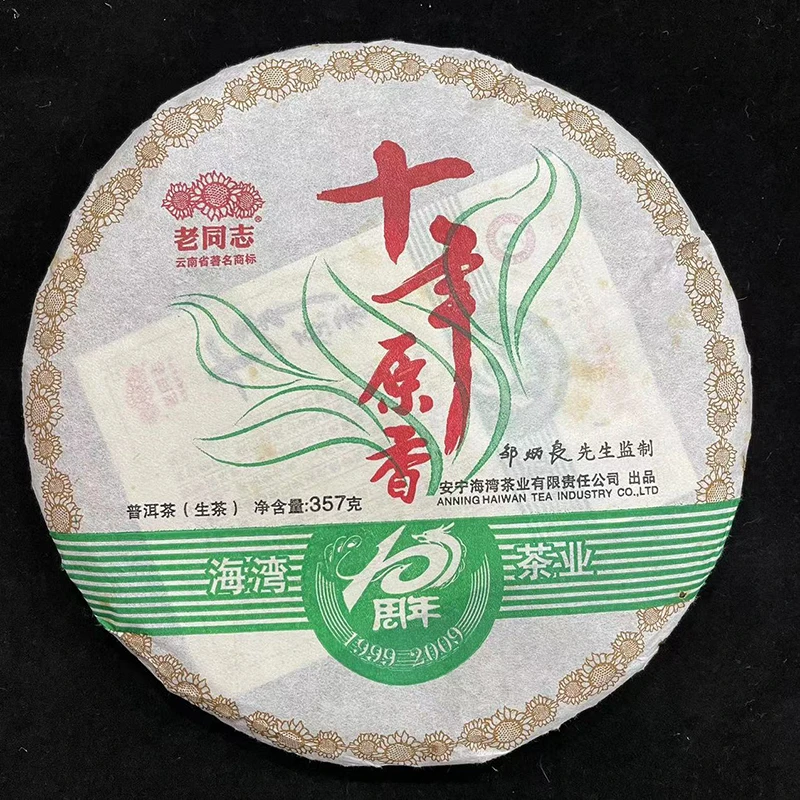 十年原香
老同志®
云南省著名商标
邹炳良先生监制
安宁海湾茶业有限责任公司 出品
ANNING HAIWAN TEA INDUSTRY CO.,LTD
普洱茶(生茶) 净含量:357克
海湾
10
周年
1999—2009
茶业